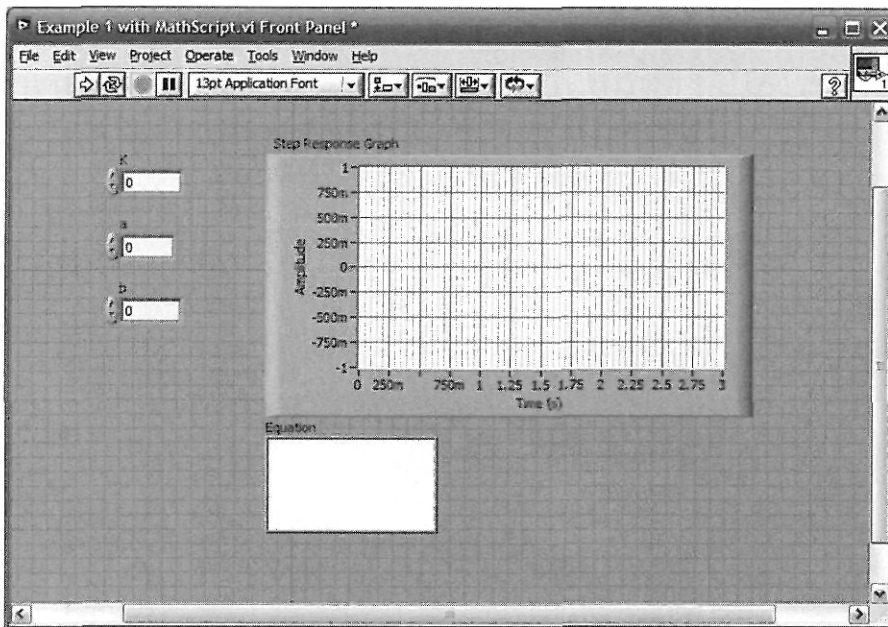 Example 1 with MathScript.vi Front Panel *
File Edit View Project Operate Tools Window Help
13pt Application Font
?
1
K
0
a
0
b
0
Step Response Graph
Amplitude
1
750m
500m
250m
0
-250m
-500m
-750m
-1
0 250m 750m 1 1.25 1.5 1.75 2 2.25 2.5 2.75 3
Time (s)
Equation